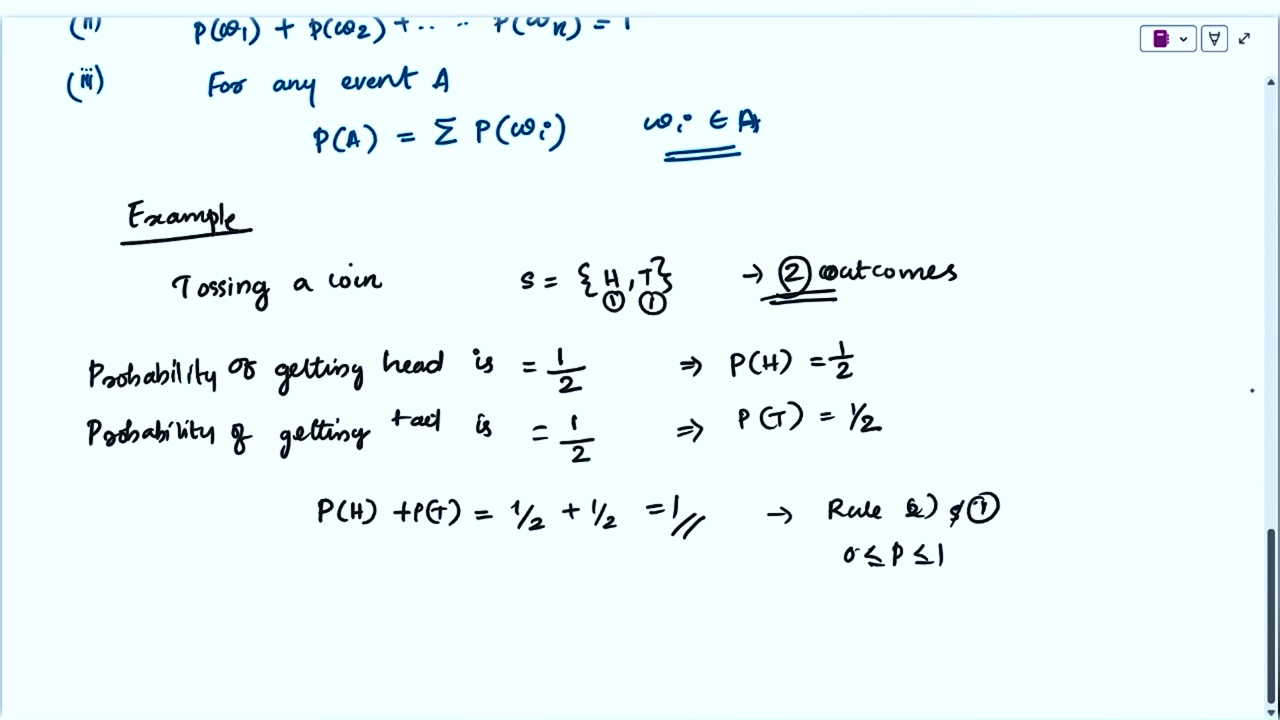 (ii) P(ω₁) + P(ω₂) + .. .. P(ωn) = 1
(iii) For any event A
P(A) = Σ P(ωi) ωi ∈ A
Example
Tossing a coin S = {H, T} → ② outcomes
① ①
Probability of getting head is = 1/2 ⇒ P(H) = 1/2
Probability of getting tail is = 1/2 ⇒ P(T) = 1/2
P(H) + P(T) = 1/2 + 1/2 = 1 // → Rule 2) ①
0 ≤ P ≤ 1